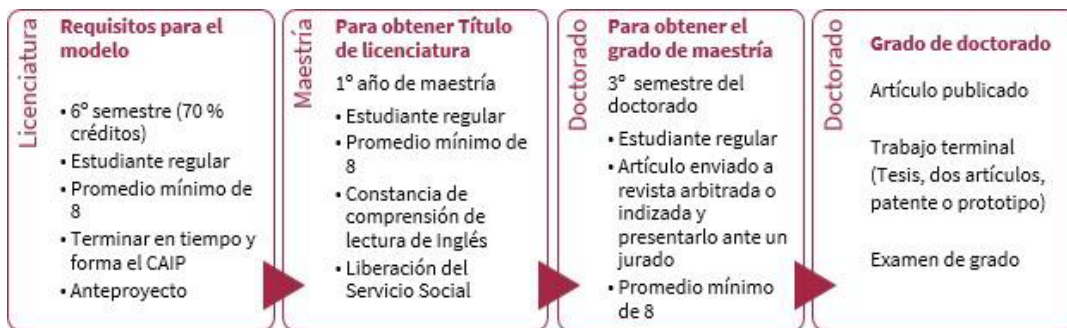 Licenciatura
Requisitos para el
modelo
• 6º semestre (70 %
créditos)
• Estudiante regular
• Promedio mínimo de
8
• Terminar en tiempo y
forma el CAIP
• Anteproyecto
Maestría
Para obtener Título
de licenciatura
1º año de maestría
• Estudiante regular
• Promedio mínimo de
8
• Constancia de
comprensión de
lectura de Inglés
• Liberación del
Servicio Social
Doctorado
Para obtener el
grado de maestría
3º semestre del
doctorado
• Estudiante regular
• Artículo enviado a
revista arbitrada o
indizada y
presentarlo ante un
jurado
• Promedio mínimo
de 8
Doctorado
Grado de doctorado
Artículo publicado
Trabajo terminal
(Tesis, dos artículos,
patente o prototipo)
Examen de grado